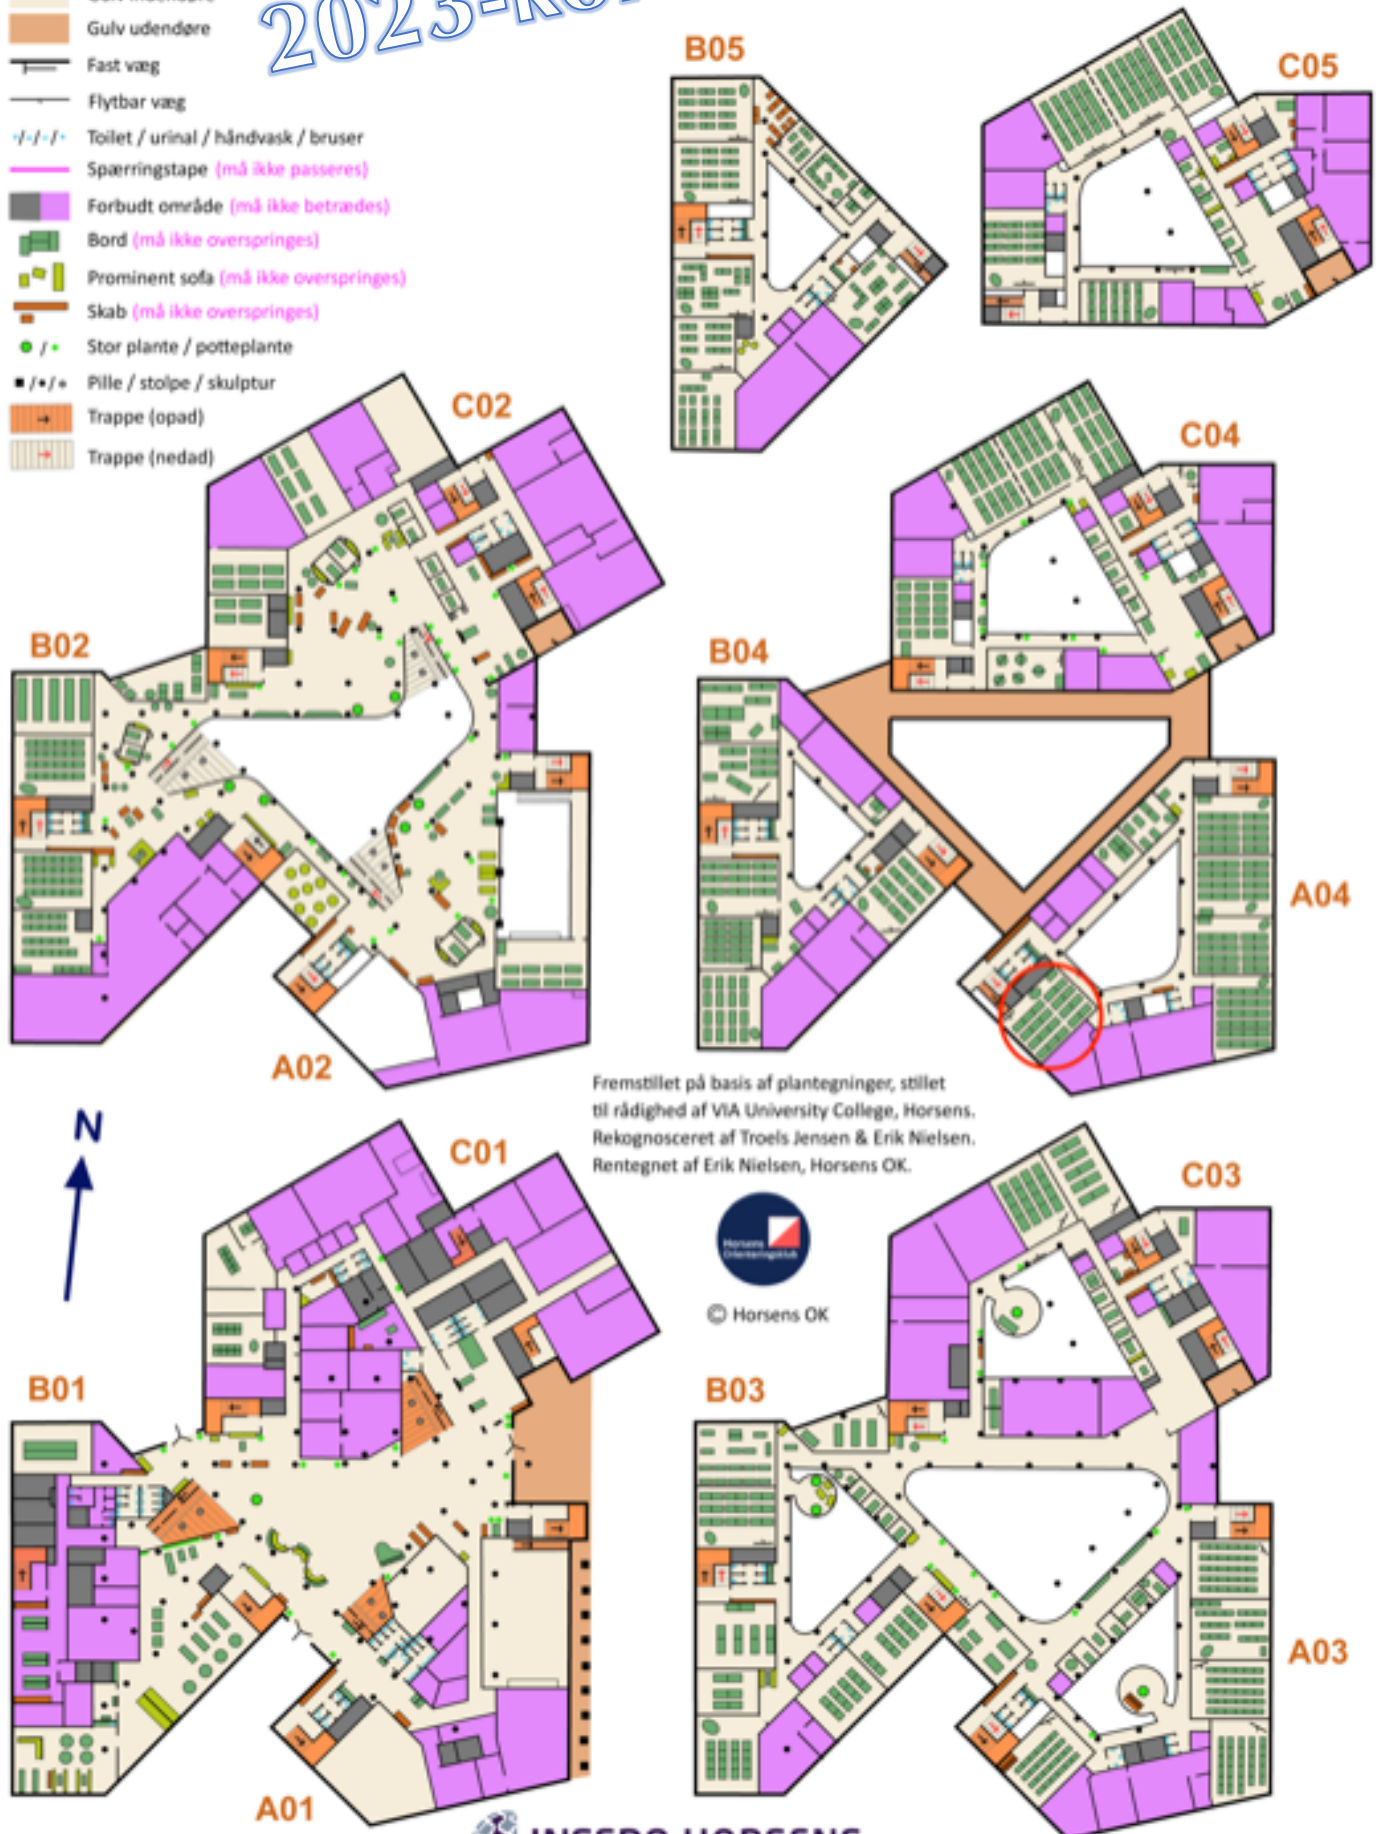 Gulv udendøre
Fast væg
Flytbar væg
Toilet / urinal / håndvask / bruser
Spærringstape (må ikke passeres)
Forbudt område (må ikke betrædes)
Bord (må ikke overspringes)
Prominent sofa (må ikke overspringes)
Skab (må ikke overspringes)
Stor plante / potteplante
Pille / stolpe / skulptur
Trappe (opad)
Trappe (nedad)
B05
C05
C02
C04
B02
B04
A04
A02
Fremstillet på basis af plantegninger, stillet
til rådighed af VIA University College, Horsens.
Rekognosceret af Troels Jensen & Erik Nielsen.
Rentegnet af Erik Nielsen, Horsens OK.
N
C01
C03
Horsens
Orienteringsklub
© Horsens OK
B01
B03
A03
A01